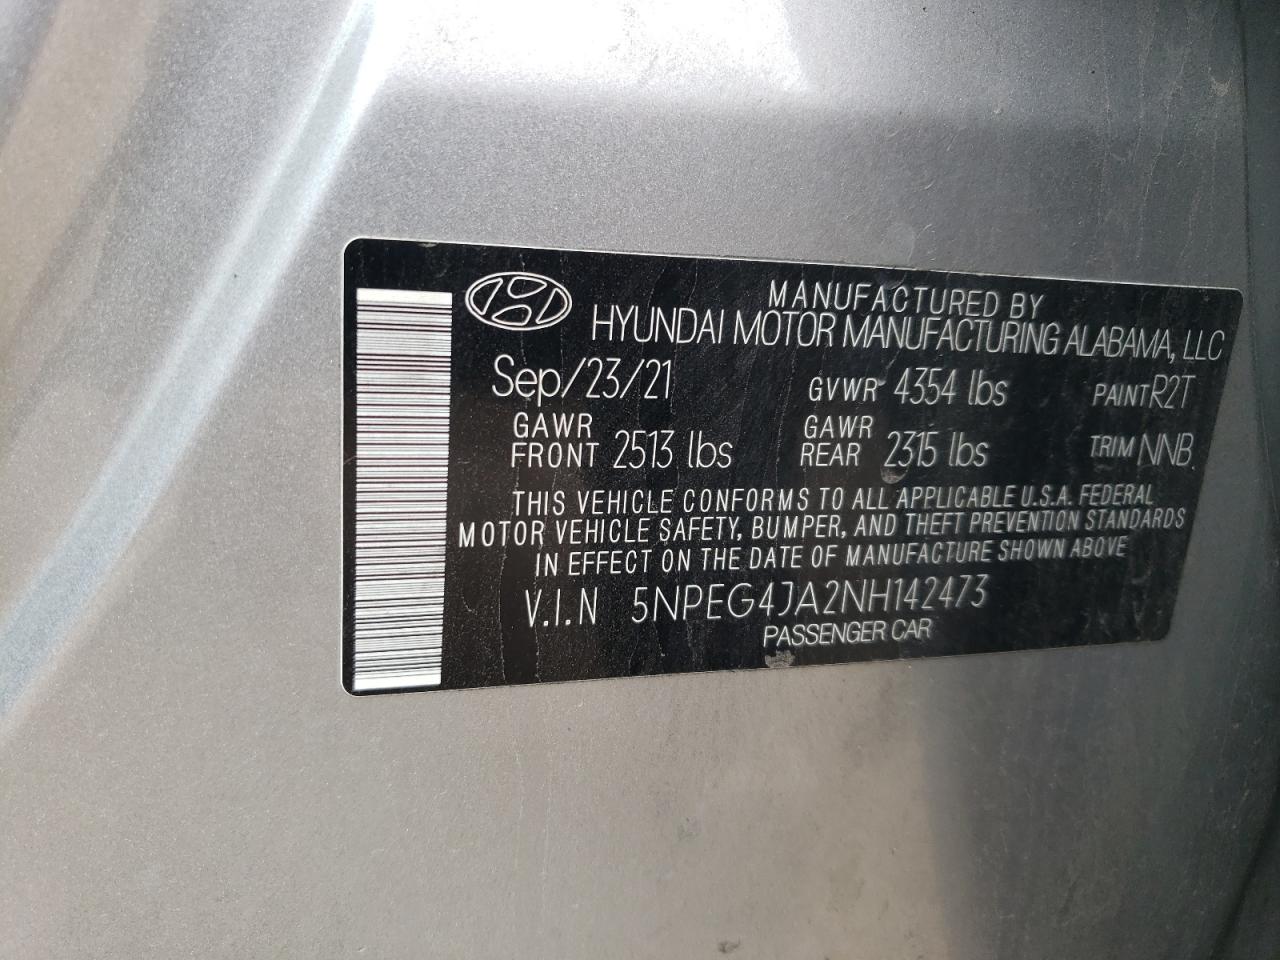 MANUFACTURED BY
HYUNDAI MOTOR MANUFACTURING ALABAMA, LLC
Sep/23/21 GVWR 4354 lbs PAINT R2T
GAWR FRONT 2513 lbs GAWR REAR 2315 lbs TRIM NNB
THIS VEHICLE CONFORMS TO ALL APPLICABLE U.S.A. FEDERAL
MOTOR VEHICLE SAFETY, BUMPER, AND THEFT PREVENTION STANDARDS
IN EFFECT ON THE DATE OF MANUFACTURE SHOWN ABOVE
V.I.N 5NPEG4JA2NH142473
PASSENGER CAR